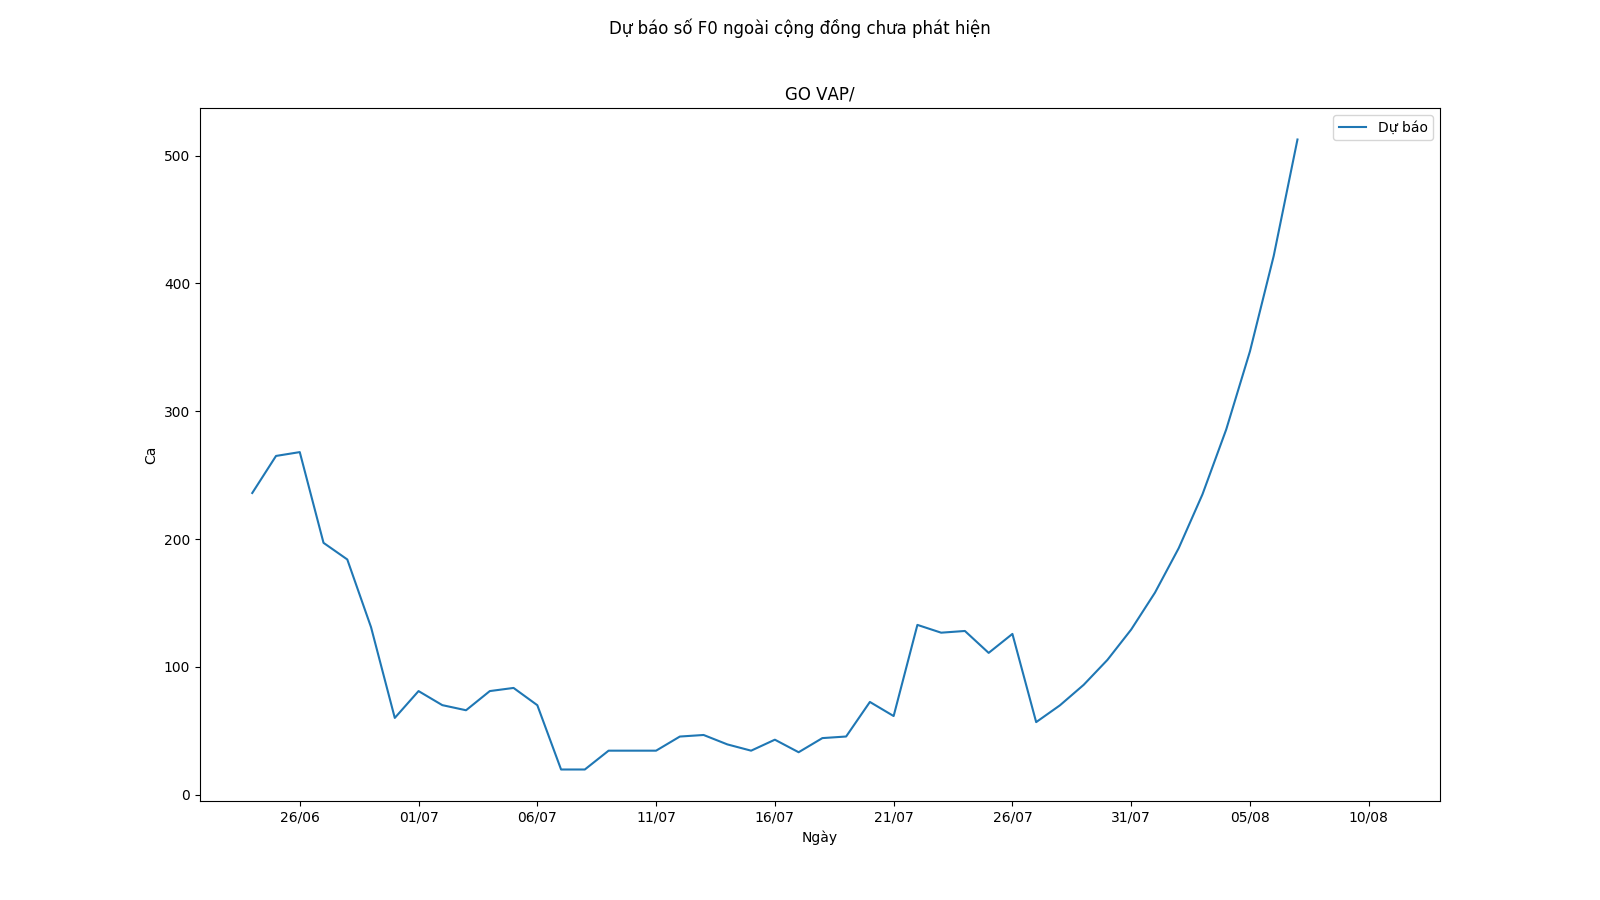 Dự báo số F0 ngoài cộng đồng chưa phát hiện
GO VAP/
Dự báo
500
400
300
200
100
0
Ca
26/06 01/07 06/07 11/07 16/07 21/07 26/07 31/07 05/08 10/08
Ngày